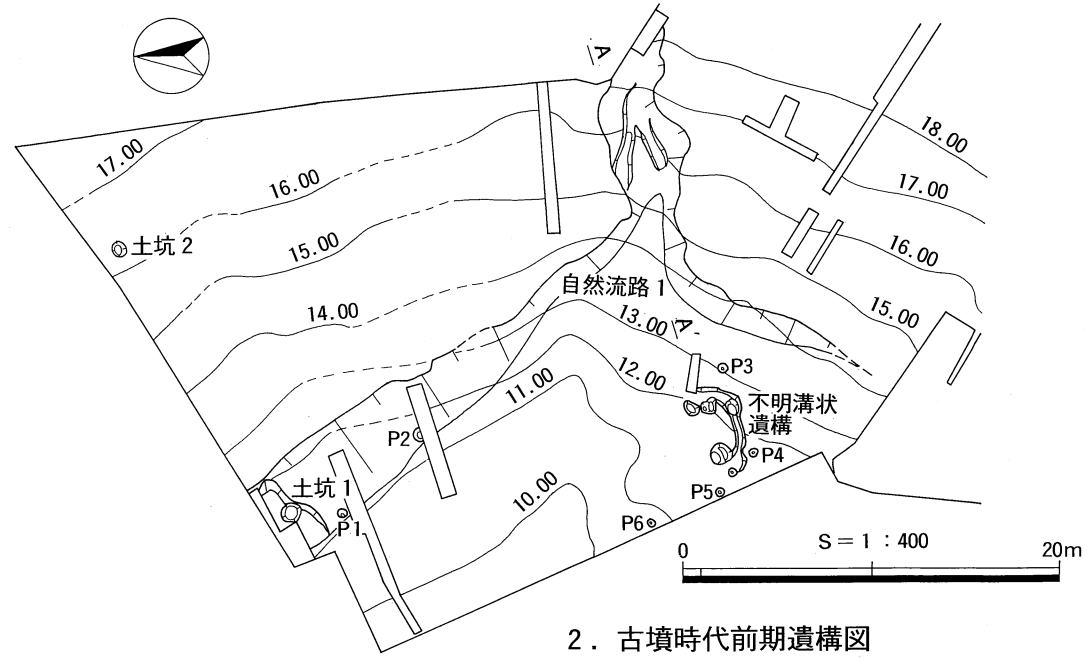 A
18.00
17.00
17.00
16.00
16.00
土坑 2
15.00
15.00
14.00
自然流路 1
13.00
A'
12.00
P3
11.00
不明溝状
遺構
P2
P4
土坑 1
10.00
P5
P1
P6
S = 1 : 400
0
20m
2. 古墳時代前期遺構図